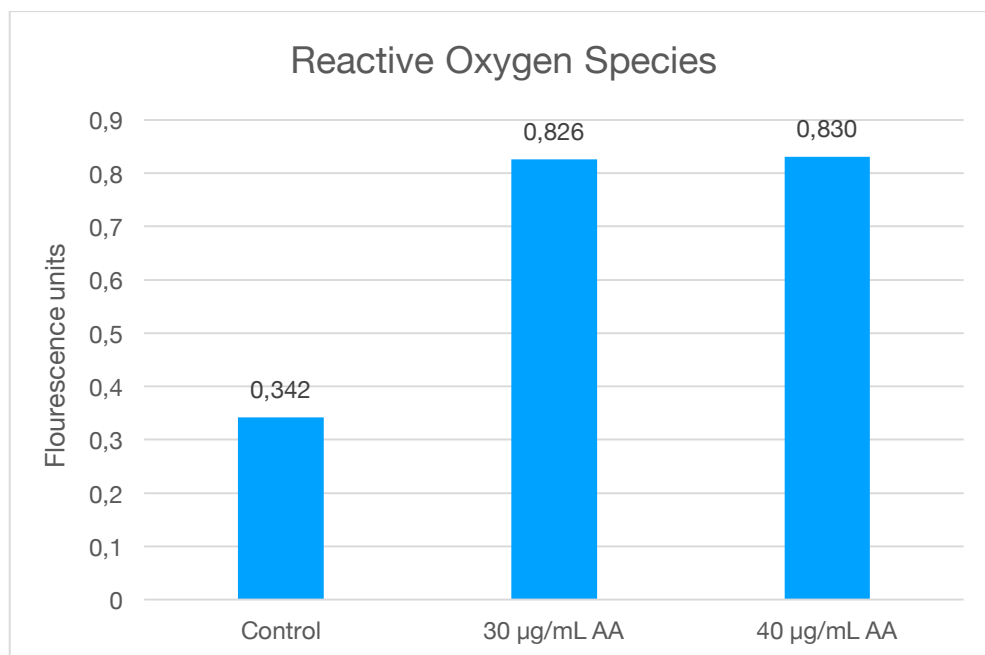 Reactive Oxygen Species
Flourescence units
0,9
0,8
0,7
0,6
0,5
0,4
0,3
0,2
0,1
0
0,342
0,826
0,830
Control
30 µg/mL AA
40 µg/mL AA